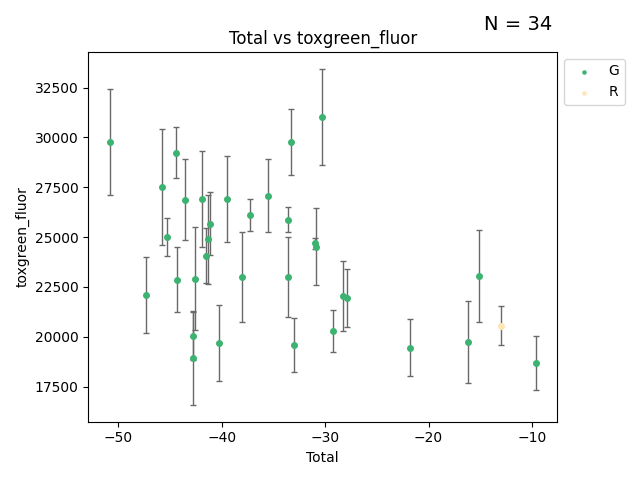 N = 34
Total vs toxgreen_fluor
G
R
32500
30000
27500
25000
22500
20000
17500
toxgreen_fluor
−50
−40
−30
−20
−10
Total